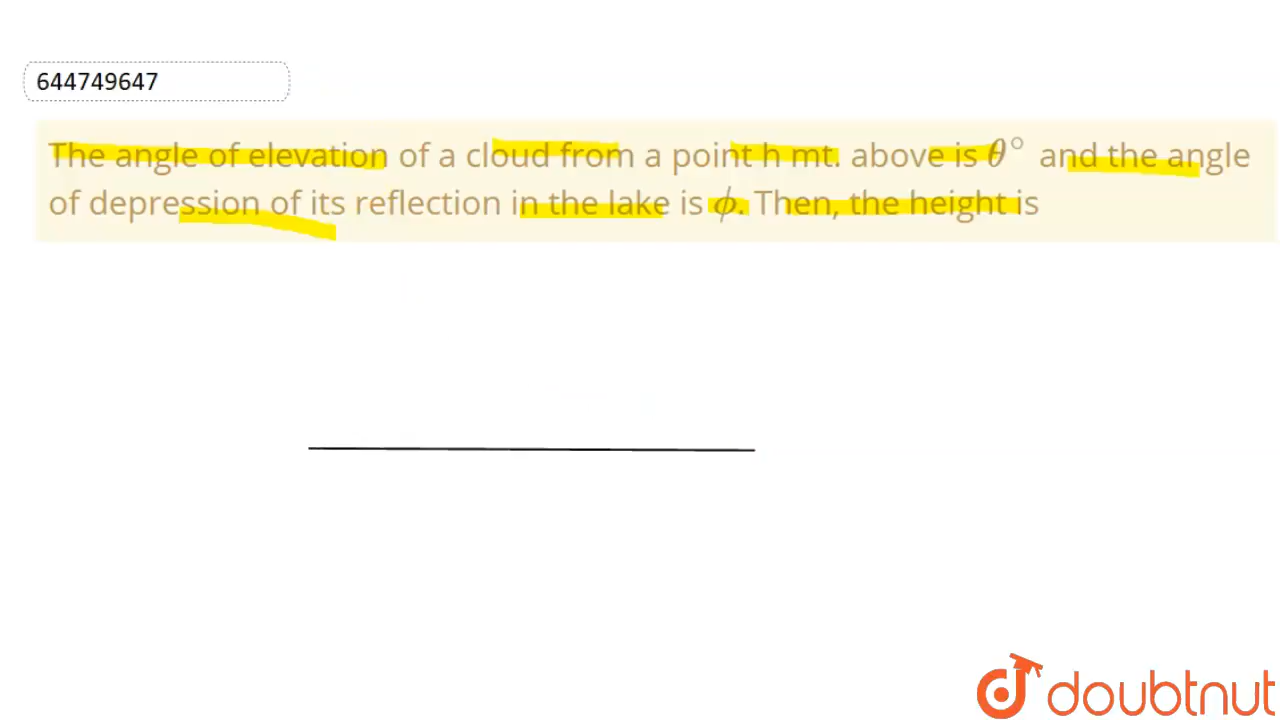 644749647
The angle of elevation of a cloud from a point h mt. above is θ° and the angle
of depression of its reflection in the lake is ϕ. Then, the height is
doubtnut